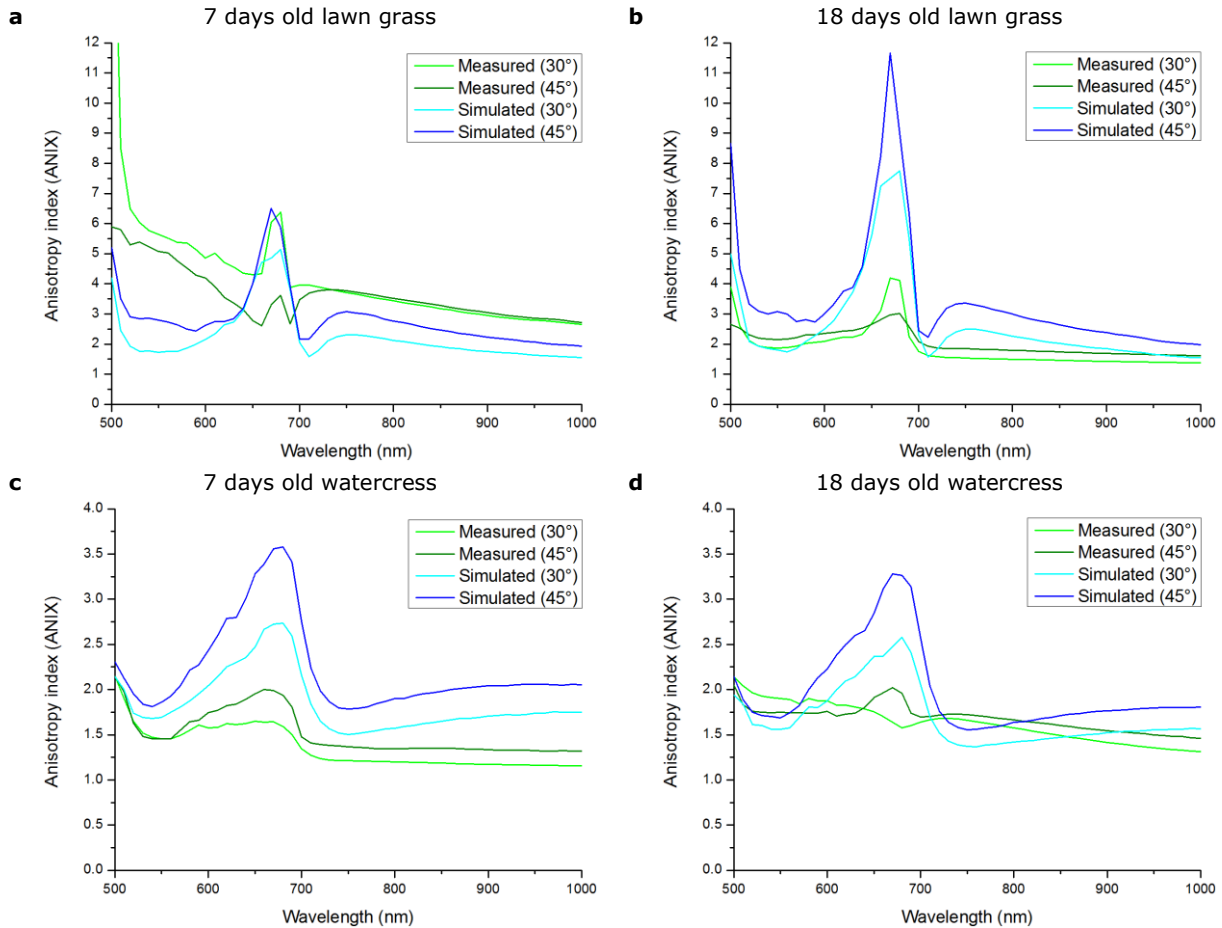 a
7 days old lawn grass
12
11
10
9
8
7
6
5
4
3
2
1
0
Anisotropy index (ANIX)
Measured (30°)
Measured (45°)
Simulated (30°)
Simulated (45°)
500 600 700 800 900 1000
Wavelength (nm)
b
18 days old lawn grass
12
11
10
9
8
7
6
5
4
3
2
1
0
Anisotropy index (ANIX)
Measured (30°)
Measured (45°)
Simulated (30°)
Simulated (45°)
500 600 700 800 900 1000
Wavelength (nm)
c
7 days old watercress
4.0
3.5
3.0
2.5
2.0
1.5
1.0
0.5
0.0
Anisotropy index (ANIX)
Measured (30°)
Measured (45°)
Simulated (30°)
Simulated (45°)
500 600 700 800 900 1000
Wavelength (nm)
d
18 days old watercress
4.0
3.5
3.0
2.5
2.0
1.5
1.0
0.5
0.0
Anisotropy index (ANIX)
Measured (30°)
Measured (45°)
Simulated (30°)
Simulated (45°)
500 600 700 800 900 1000
Wavelength (nm)